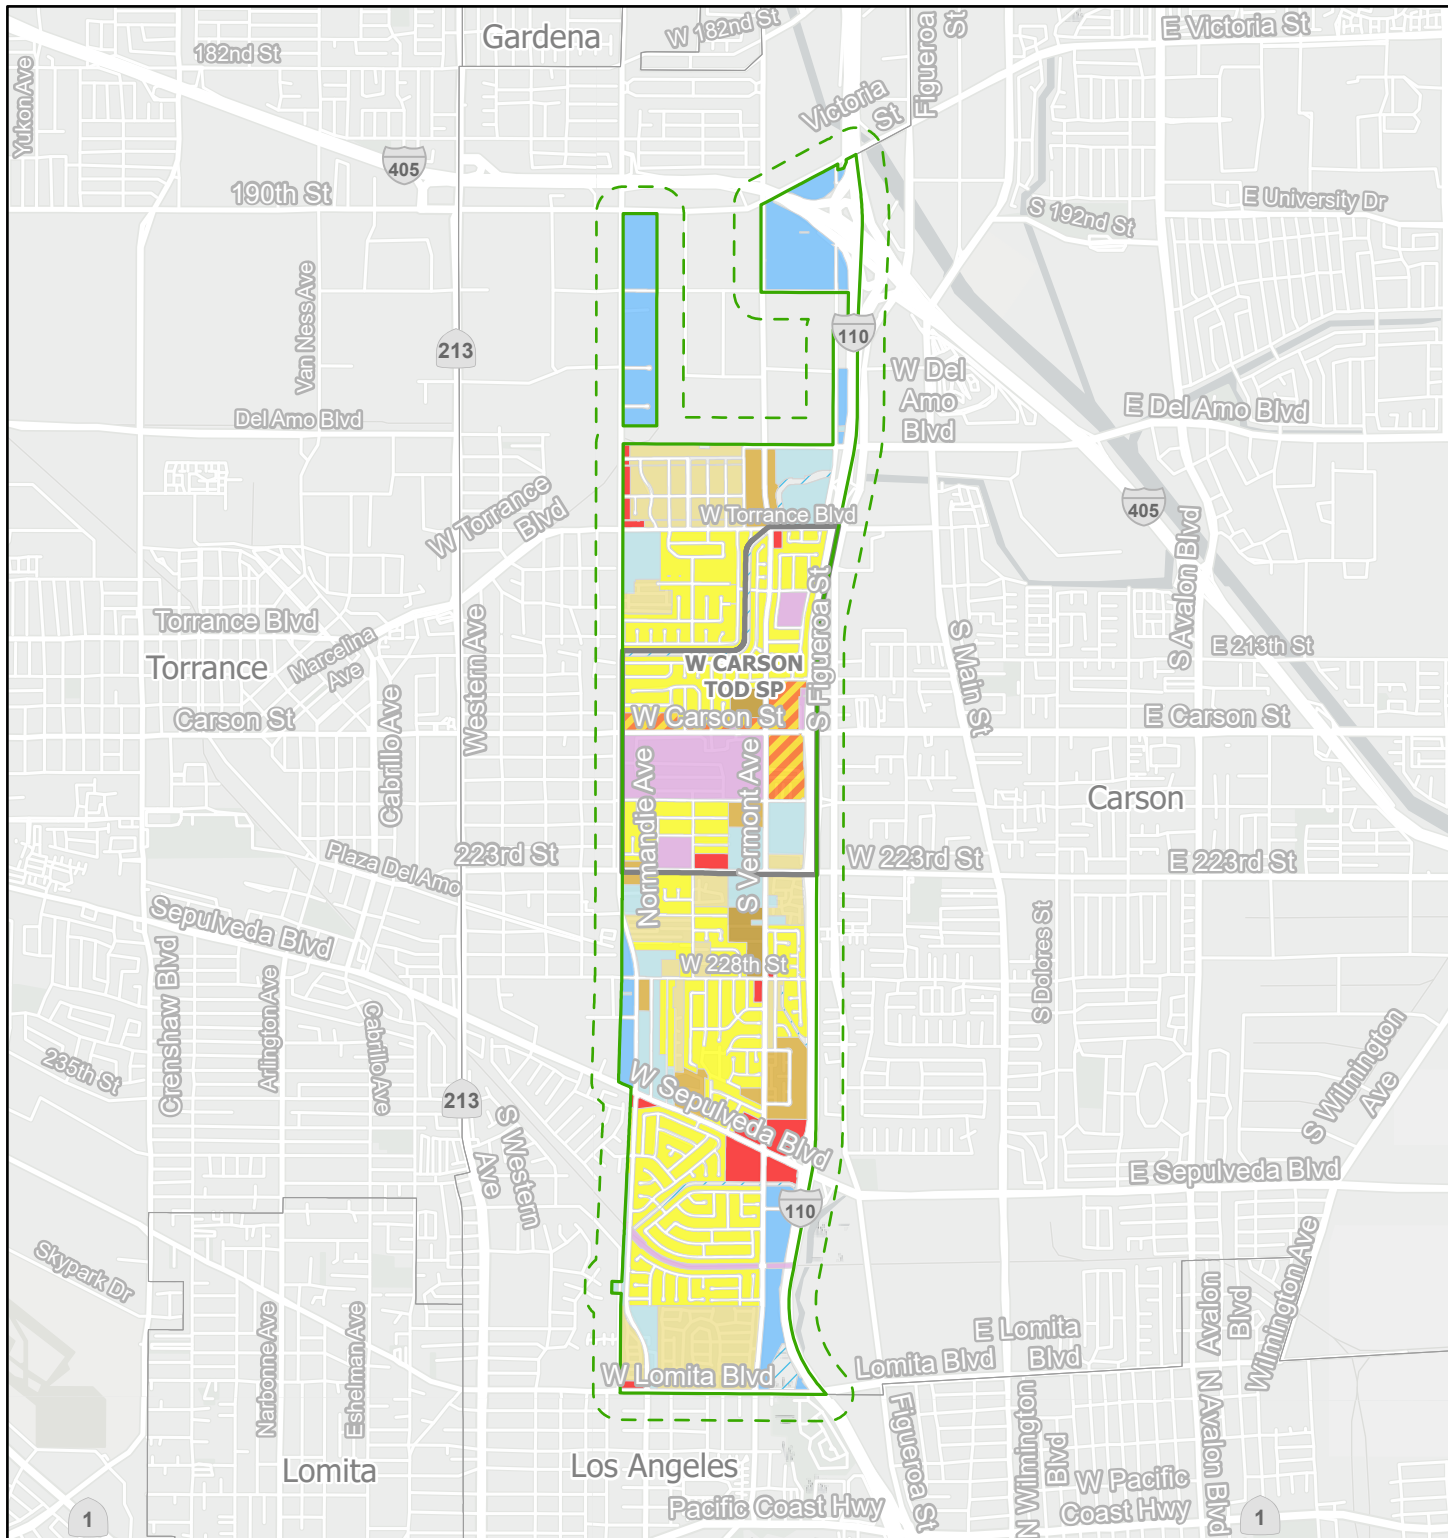 Gardena
W 182nd St
Figueroa
St
E Victoria St
182nd St
Yukon Ave
Victoria
St
405
190th St
E University Dr
S 192nd St
Van Ness Ave
213
110
W Del
Amo
Blvd
Del Amo Blvd
E Del Amo Blvd
W Torrance
Blvd
W Torrance Blvd
405
S Avalon Blvd
S Figueroa St
Torrance Blvd
Marcelina
Ave
Western Ave
S Main St
E 213th St
Torrance
W CARSON
TOD SP
Cabrillo Ave
Carson St
W Carson St
E Carson St
Normandie Ave
S Vermont Ave
Carson
Plaza Del Amo
223rd St
W 223rd St
E 223rd St
Sepulveda Blvd
Crenshaw Blvd
Arlington Ave
W 228th St
S Dolores St
Cabrillo Ave
235th St
213
S Western
Ave
W Sepulveda Blvd
S Wilmington
Ave
E Sepulveda Blvd
110
Skypark Dr
Wilmington Ave
Avalon
Blvd
Narbonne Ave
Eshelman Ave
E Lomita
Blvd
Lomita Blvd
W Lomita Blvd
N Avalon Blvd
Figueroa St
N Wilmington
Blvd
Lomita
Los Angeles
W Pacific
Coast Hwy
Pacific Coast Hwy
1
1